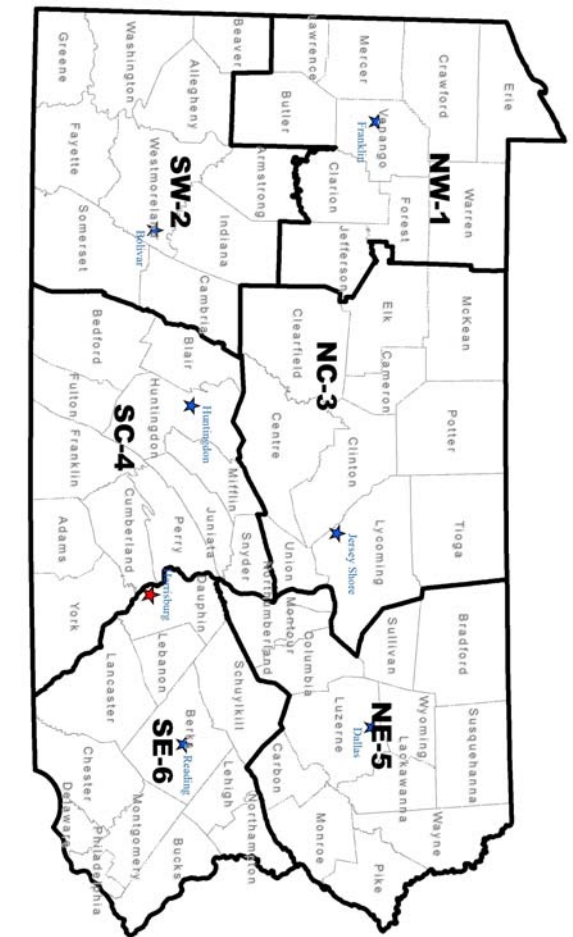 Erie
Crawford
Warren
McKean
Potter
Tioga
Bradford
Susquehanna
Wayne
Mercer
Venango
Franklin
NW-1
Forest
Elk
Cameron
Clinton
Lycoming
Jersey Shore
Sullivan
Wyoming
Lackawanna
NE-5
Dallas
Luzerne
Pike
Monroe
Lawrence
Butler
Clarion
Jefferson
NC-3
Clearfield
Centre
Union
Montour
Columbia
Northumberland
Carbon
Northampton
Beaver
Allegheny
Armstrong
Indiana
Cambria
Blair
Huntingdon
Huntingdon
Mifflin
Snyder
Juniata
Perry
Dauphin
Harrisburg
Schuylkill
Lehigh
Washington
Westmoreland
SW-2
Bolivar
SC-4
Cumberland
Lebanon
Berks
Reading
SE-6
Bucks
Montgomery
Greene
Fayette
Somerset
Bedford
Fulton
Franklin
Adams
York
Lancaster
Chester
Delaware
Philadelphia